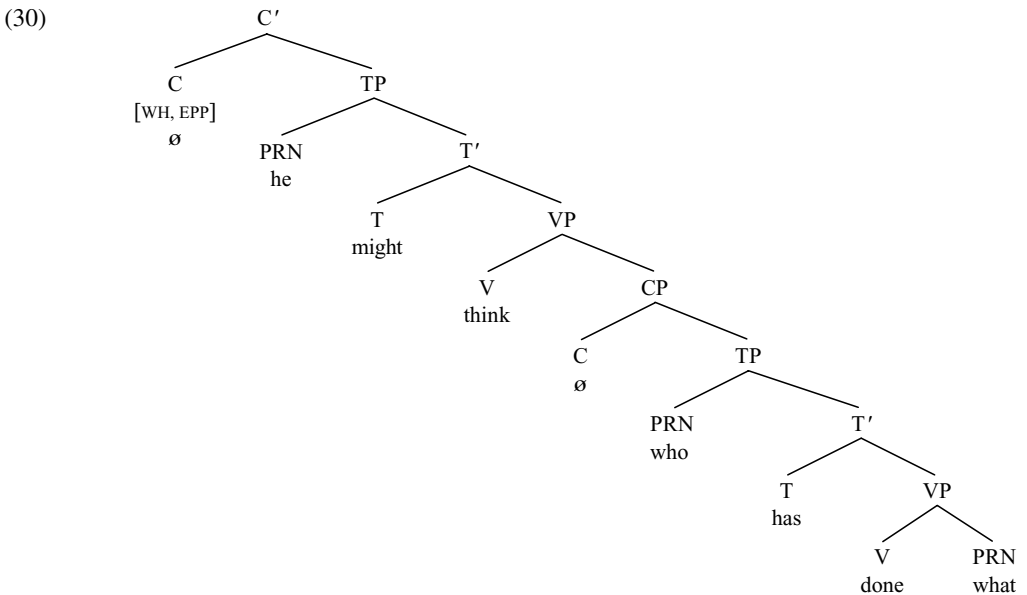 (30) C′
C TP
[WH, EPP]
ø PRN T′
he
T VP
might
V CP
think
C TP
ø
PRN T′
who
T VP
has
V PRN
done what